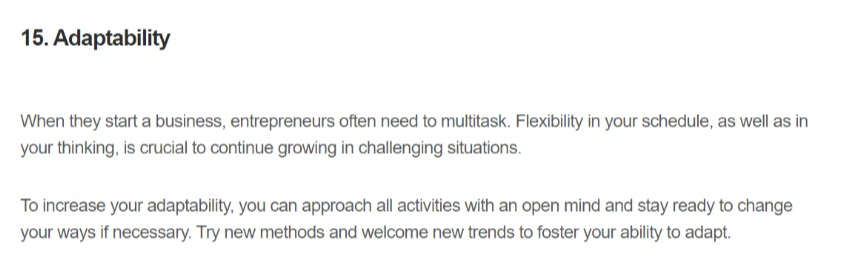 15. Adaptability
When they start a business, entrepreneurs often need to multitask. Flexibility in your schedule, as well as in
your thinking, is crucial to continue growing in challenging situations.
To increase your adaptability, you can approach all activities with an open mind and stay ready to change
your ways if necessary. Try new methods and welcome new trends to foster your ability to adapt.